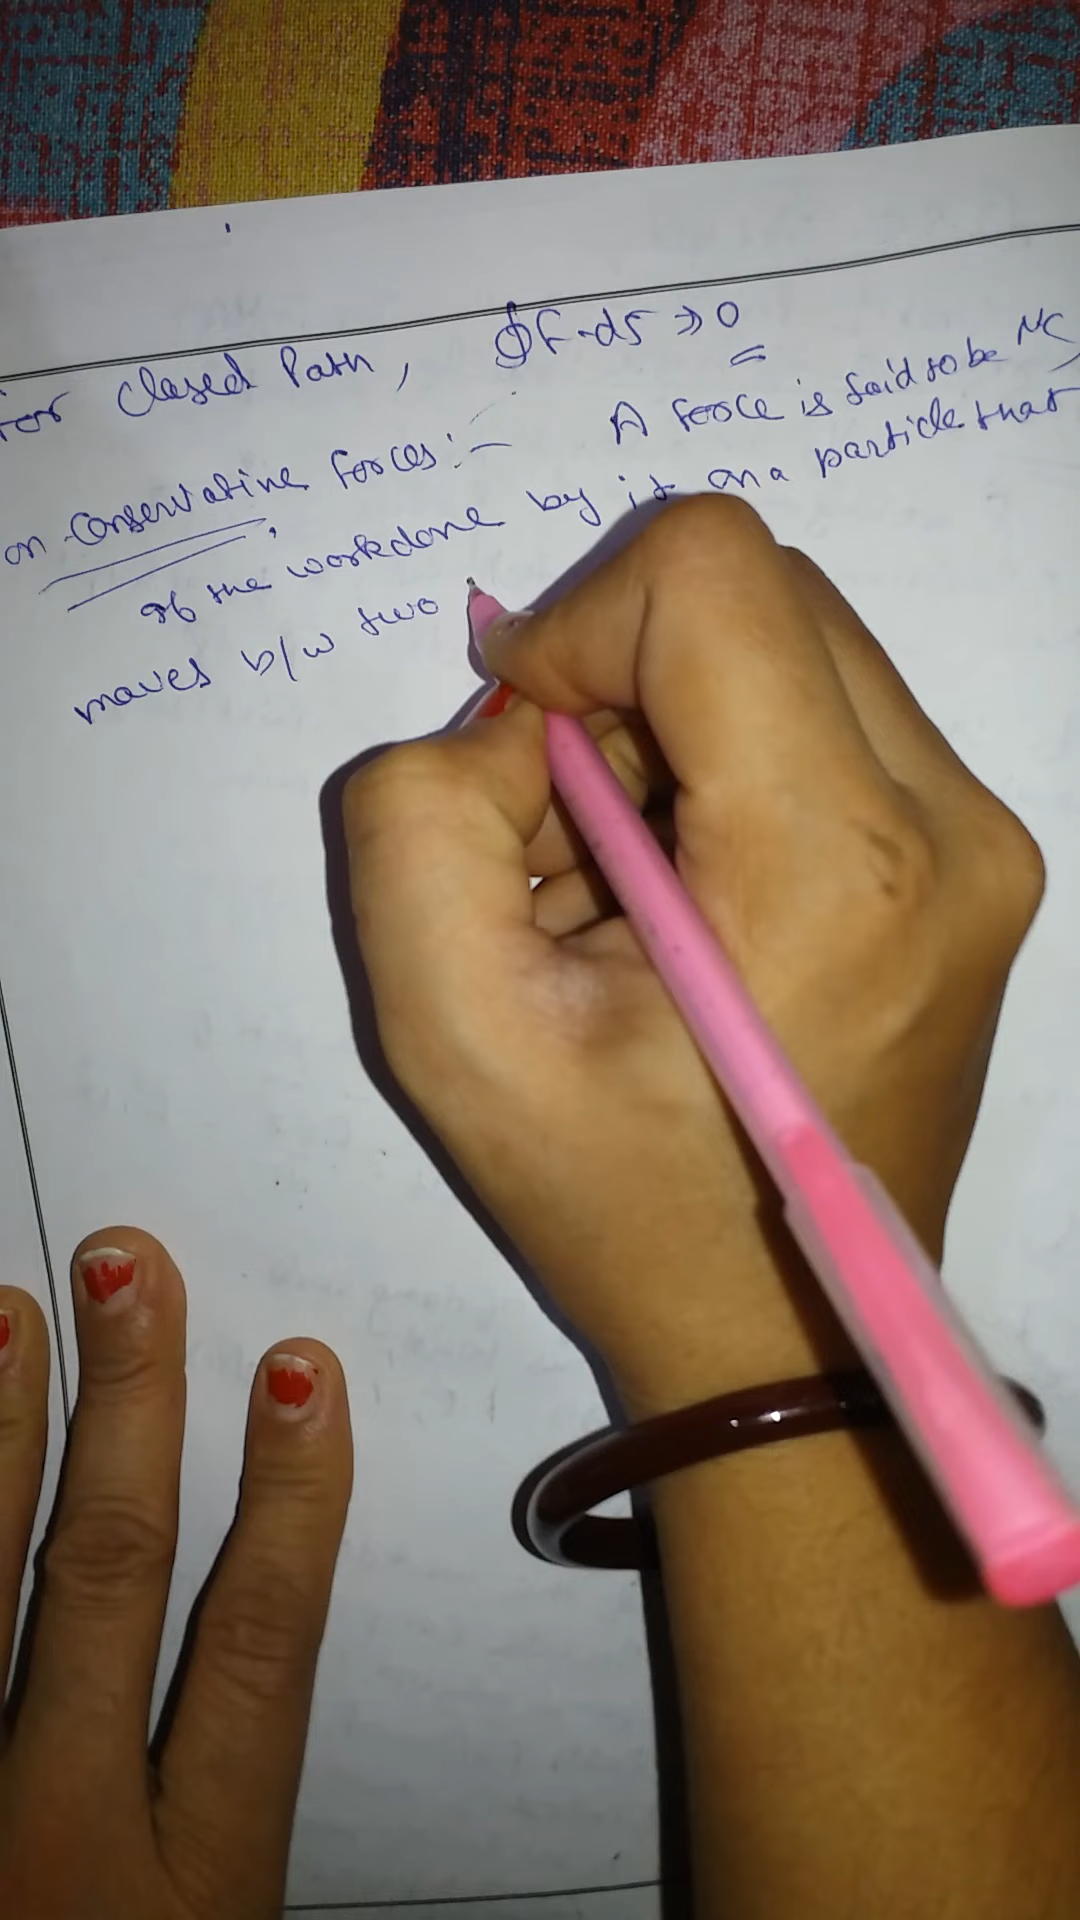 For Closed Path, ∮F.ds ⇒ 0
on-Conservative forces:- A force is said to be NC
if the workdone by it on a particle that
moves b/w two